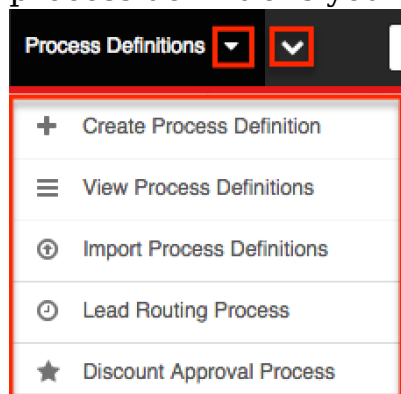 Process Definitions
Create Process Definition
View Process Definitions
Import Process Definitions
Lead Routing Process
Discount Approval Process